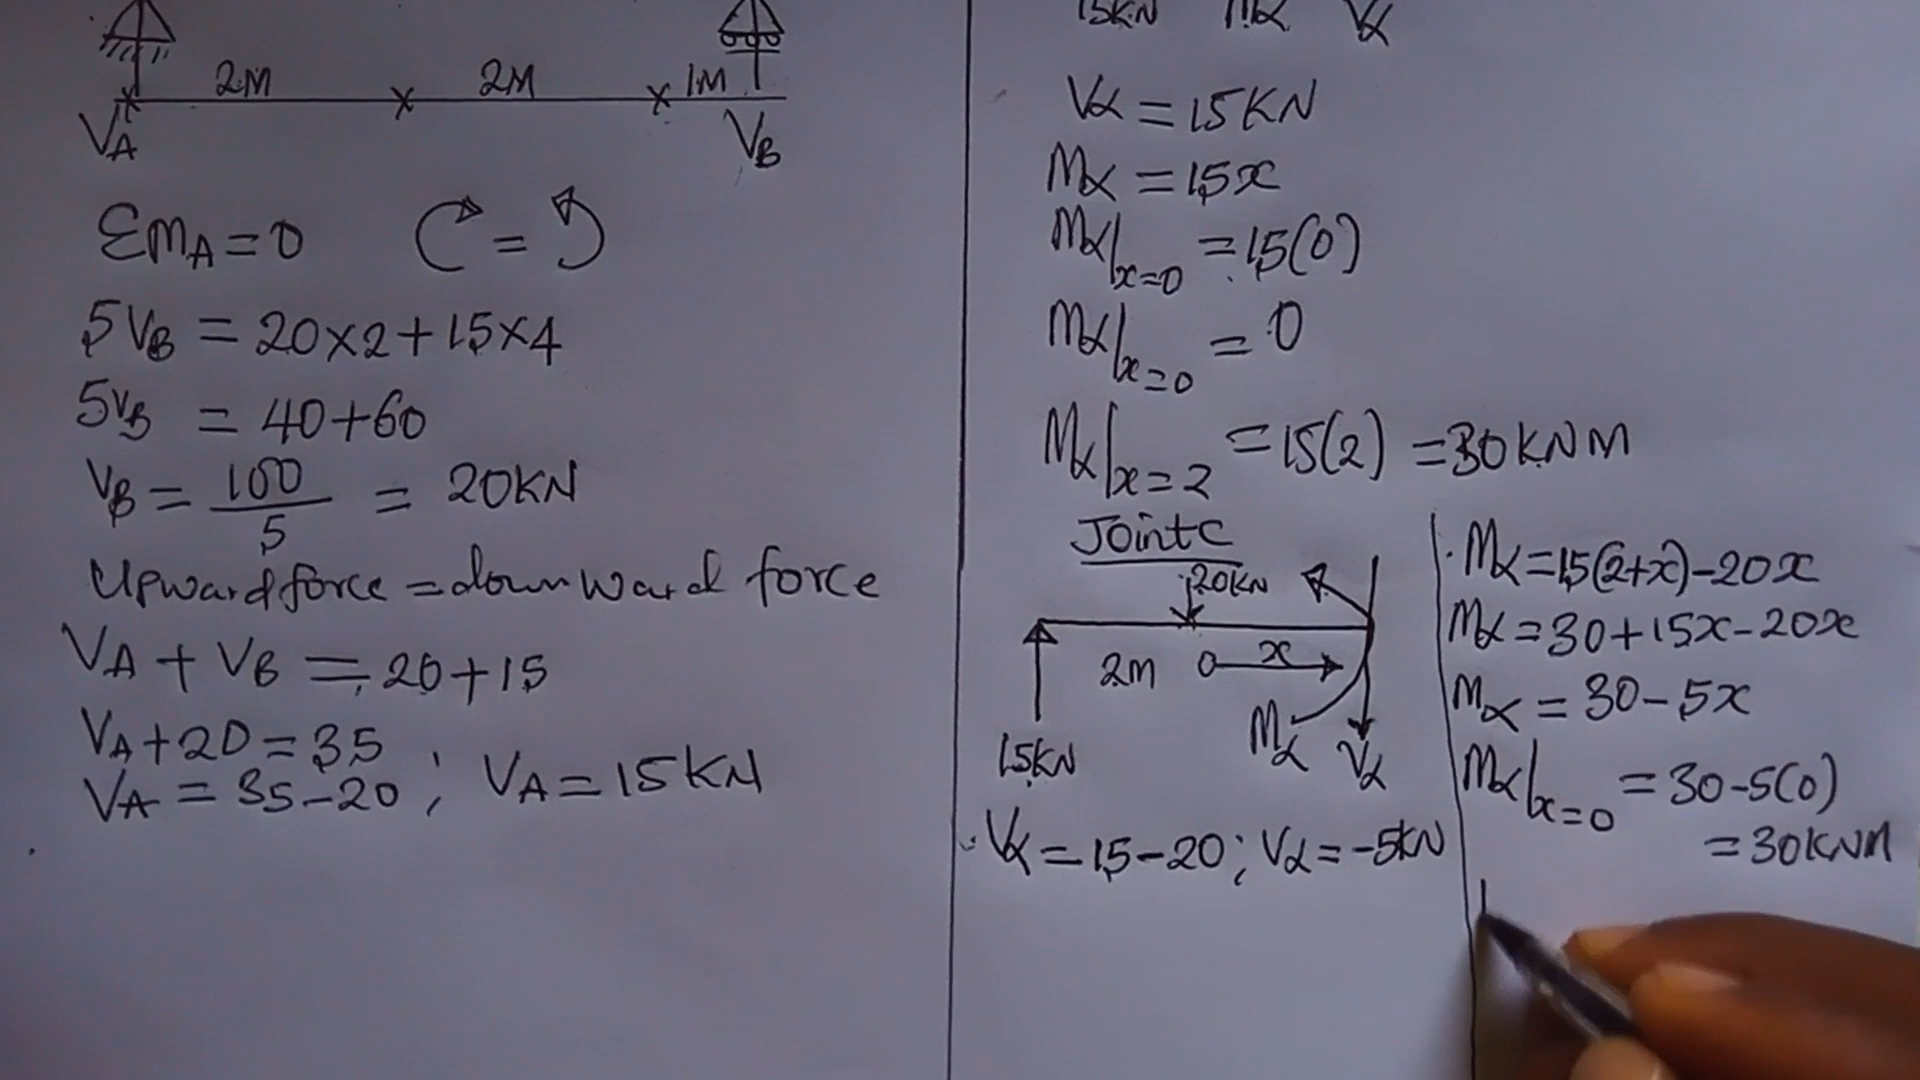 2M 2M 1M
VA VB
ΣMA=0 =
5VB = 20×2+15×4
5VB = 40+60
VB = 100/5 = 20KN
Upward force = downward force
VA + VB = 20+15
VA+20=35
VA = 35-20 ; VA = 15KN
15KN Mx Vx
Vx = 15KN
Mx = 15x
Mx|x=0 = 15(0)
Mx|x=0 = 0
Mx|x=2 = 15(2) = 30KNM
Joint C
20KN
2M 0 x
15KN Mx Vx
Vx = 15-20 ; Vx = -5KN
Mx = 15(2+x)-20x
Mx = 30+15x-20x
Mx = 30-5x
Mx|x=0 = 30-5(0)
= 30KNM